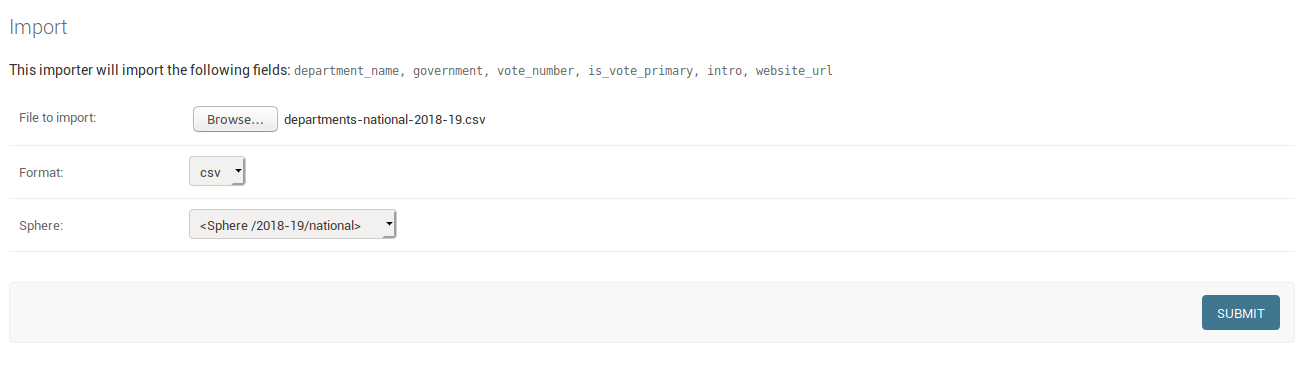 Import
This importer will import the following fields: department_name, government, vote_number, is_vote_primary, intro, website_url
File to import: Browse... departments-national-2018-19.csv
Format: csv
Sphere: <Sphere /2018-19/national>
SUBMIT